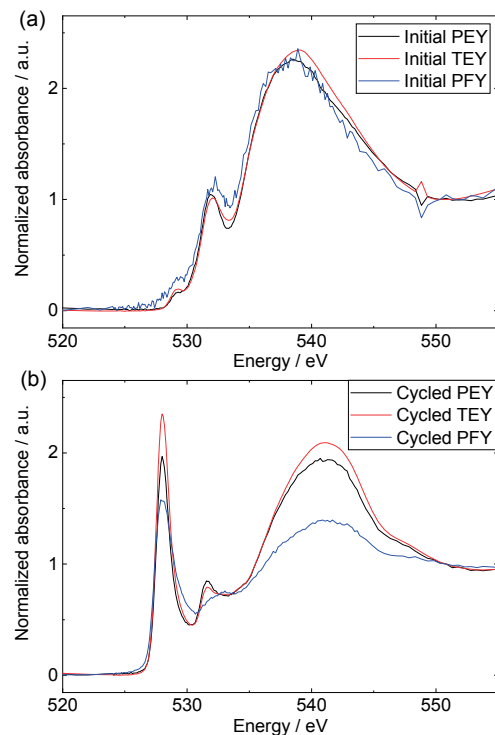 (a)
Initial PEY
Initial TEY
Initial PFY
Normalized absorbance / a.u.
2
1
0
520 530 540 550
Energy / eV
(b)
Cycled PEY
Cycled TEY
Cycled PFY
Normalized absorbance / a.u.
2
1
0
520 530 540 550
Energy / eV